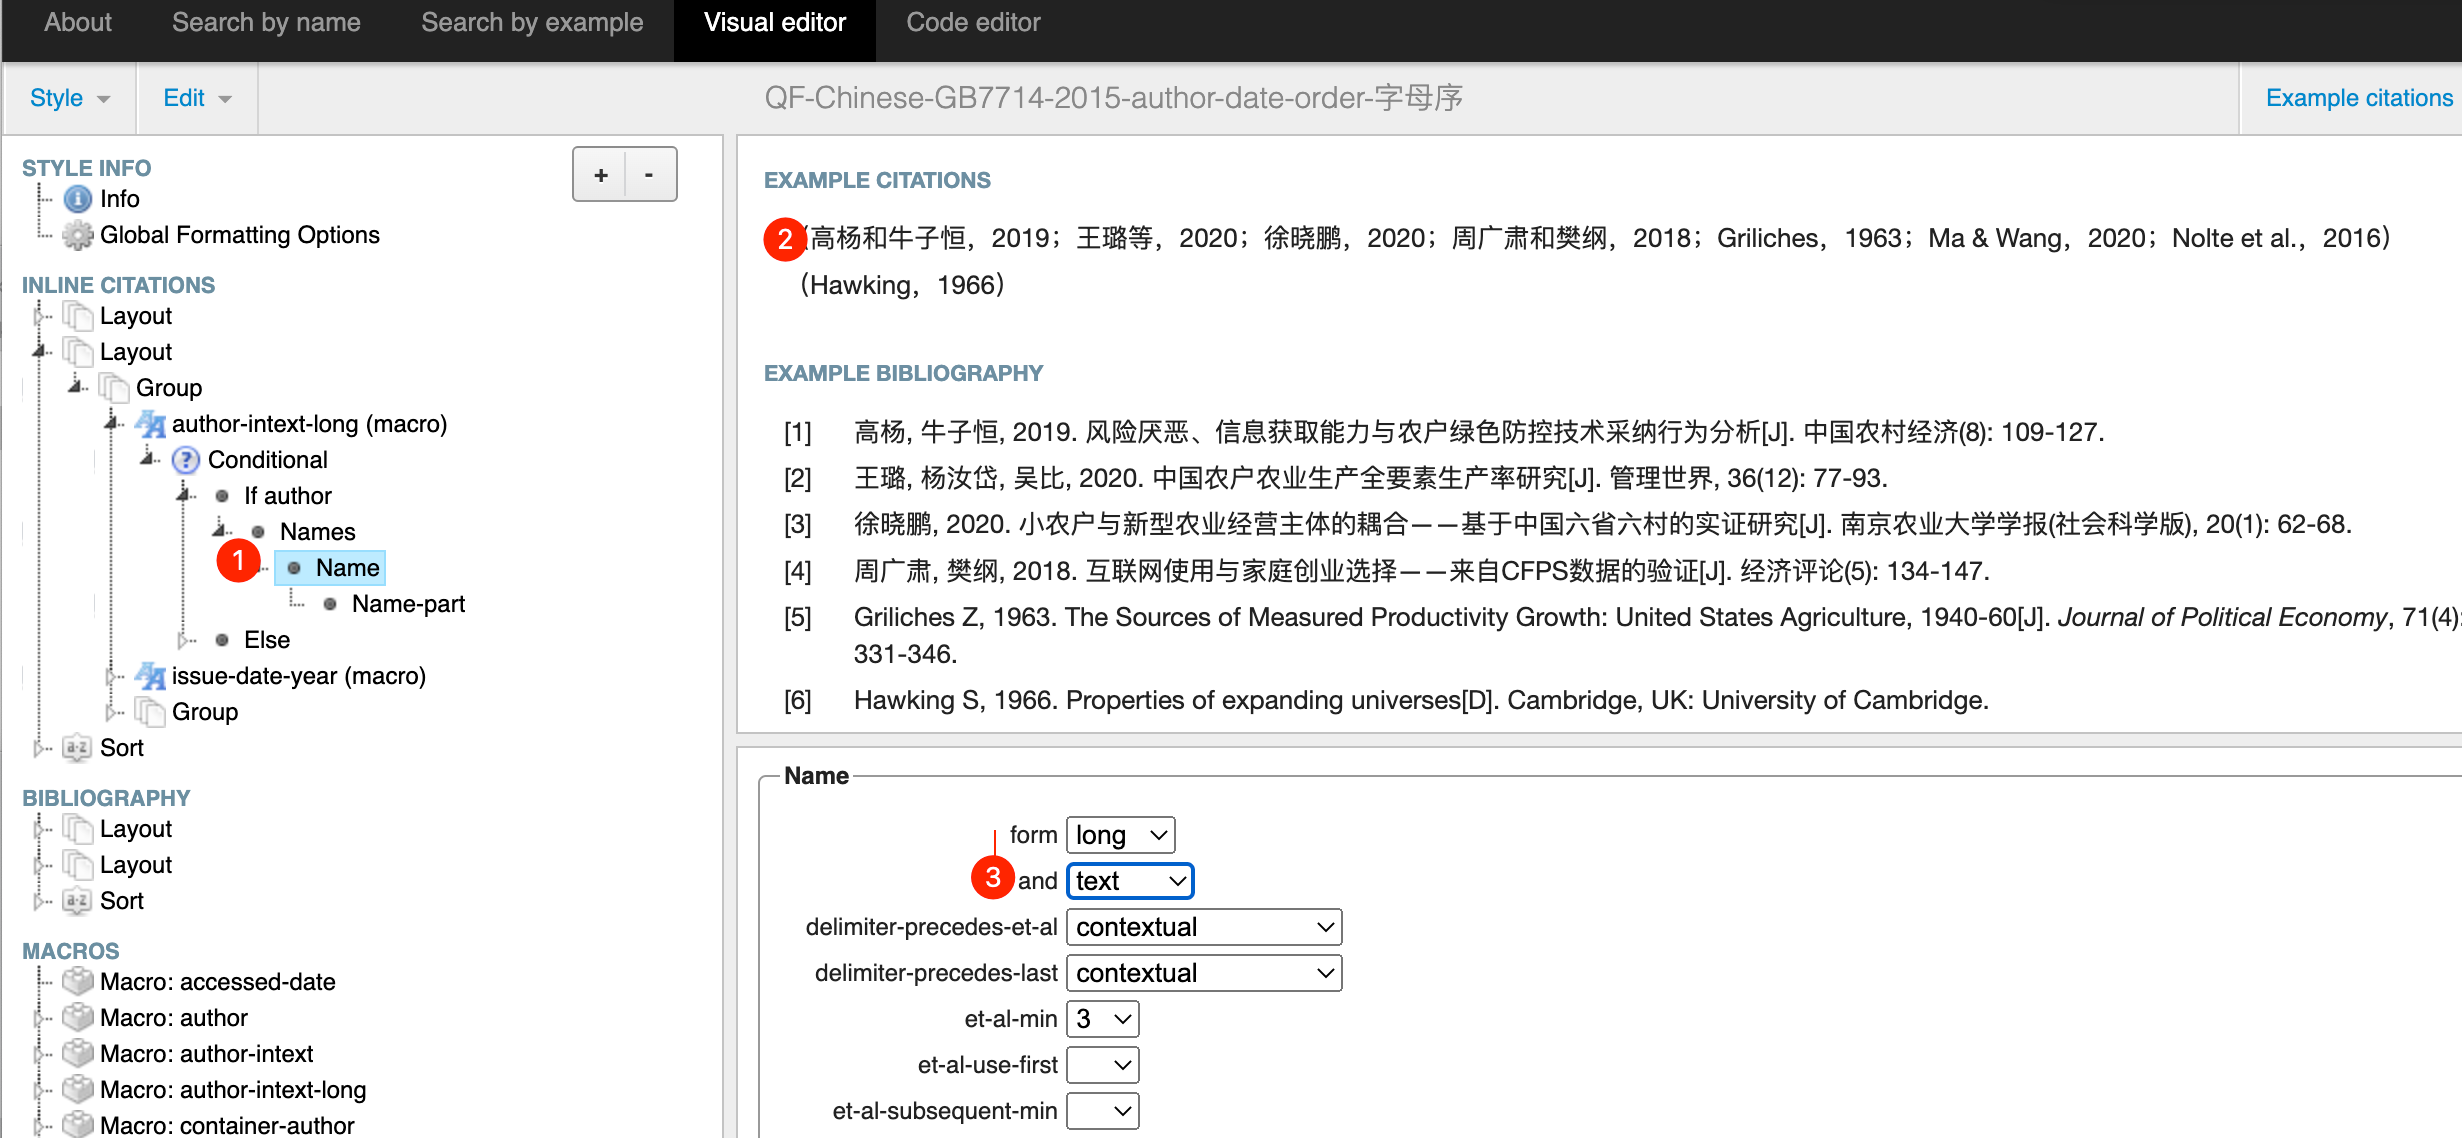 About Search by name Search by example Visual editor Code editor
Style Edit QF-Chinese-GB7714-2015-author-date-order-字母序 Example citations
STYLE INFO
+ -
Info
Global Formatting Options
INLINE CITATIONS
Layout
Layout
Group
author-intext-long (macro)
Conditional
If author
Names
1 Name
Name-part
Else
issue-date-year (macro)
Group
Sort
BIBLIOGRAPHY
Layout
Layout
Sort
MACROS
Macro: accessed-date
Macro: author
Macro: author-intext
Macro: author-intext-long
Macro: container-author
EXAMPLE CITATIONS
2 (高杨和牛子恒，2019；王璐等，2020；徐晓鹏，2020；周广肃和樊纲，2018；Griliches，1963；Ma & Wang，2020；Nolte et al.，2016）
（Hawking，1966）
EXAMPLE BIBLIOGRAPHY
[1] 高杨, 牛子恒, 2019. 风险厌恶、信息获取能力与农户绿色防控技术采纳行为分析[J]. 中国农村经济(8): 109-127.
[2] 王璐, 杨汝岱, 吴比, 2020. 中国农户农业生产全要素生产率研究[J]. 管理世界, 36(12): 77-93.
[3] 徐晓鹏, 2020. 小农户与新型农业经营主体的耦合——基于中国六省六村的实证研究[J]. 南京农业大学学报(社会科学版), 20(1): 62-68.
[4] 周广肃, 樊纲, 2018. 互联网使用与家庭创业选择——来自CFPS数据的验证[J]. 经济评论(5): 134-147.
[5] Griliches Z, 1963. The Sources of Measured Productivity Growth: United States Agriculture, 1940-60[J]. Journal of Political Economy, 71(4):
331-346.
[6] Hawking S, 1966. Properties of expanding universes[D]. Cambridge, UK: University of Cambridge.
Name
form long
3 and text
delimiter-precedes-et-al contextual
delimiter-precedes-last contextual
et-al-min 3
et-al-use-first
et-al-subsequent-min